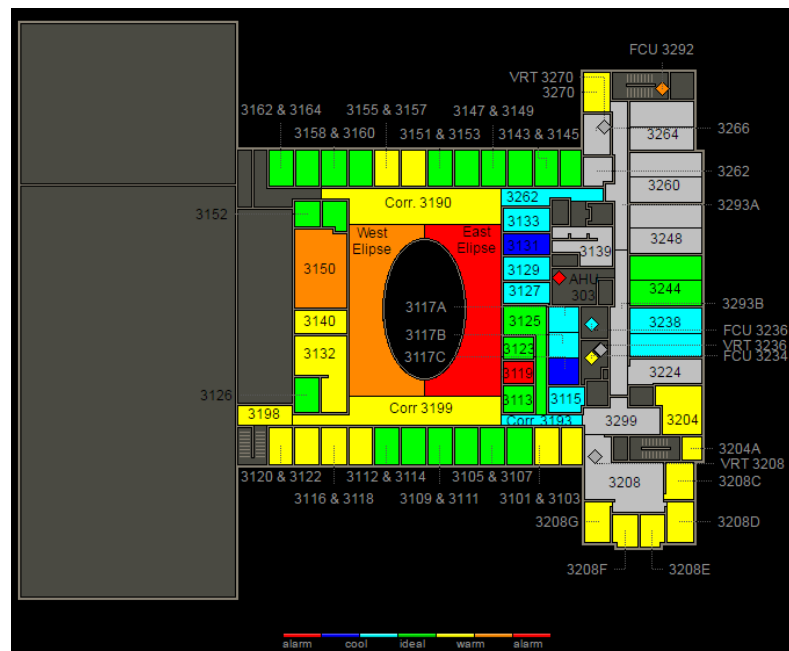 FCU 3292
VRT 3270
3270
3162 & 3164
3155 & 3157
3147 & 3149
3158 & 3160
3151 & 3153
3143 & 3145
3264
3266
3262
3260
3293A
Corr. 3190
3262
3152
3133
West
Elipse
East
Elipse
3131
3139
3248
3150
3129
AHU
303
3244
3127
3117A
3293B
3140
3125
3238
FCU 3236
3117B
VRT 3236
3132
3123
3117C
FCU 3234
3119
3224
3126
3113
3115
3198
Corr 3199
Corr. 3193
3299
3204
3204A
VRT 3208
3120 & 3122
3112 & 3114
3105 & 3107
3208
3208C
3116 & 3118
3109 & 3111
3101 & 3103
3208G
3208D
3208F
3208E
alarm
cool
ideal
warm
alarm